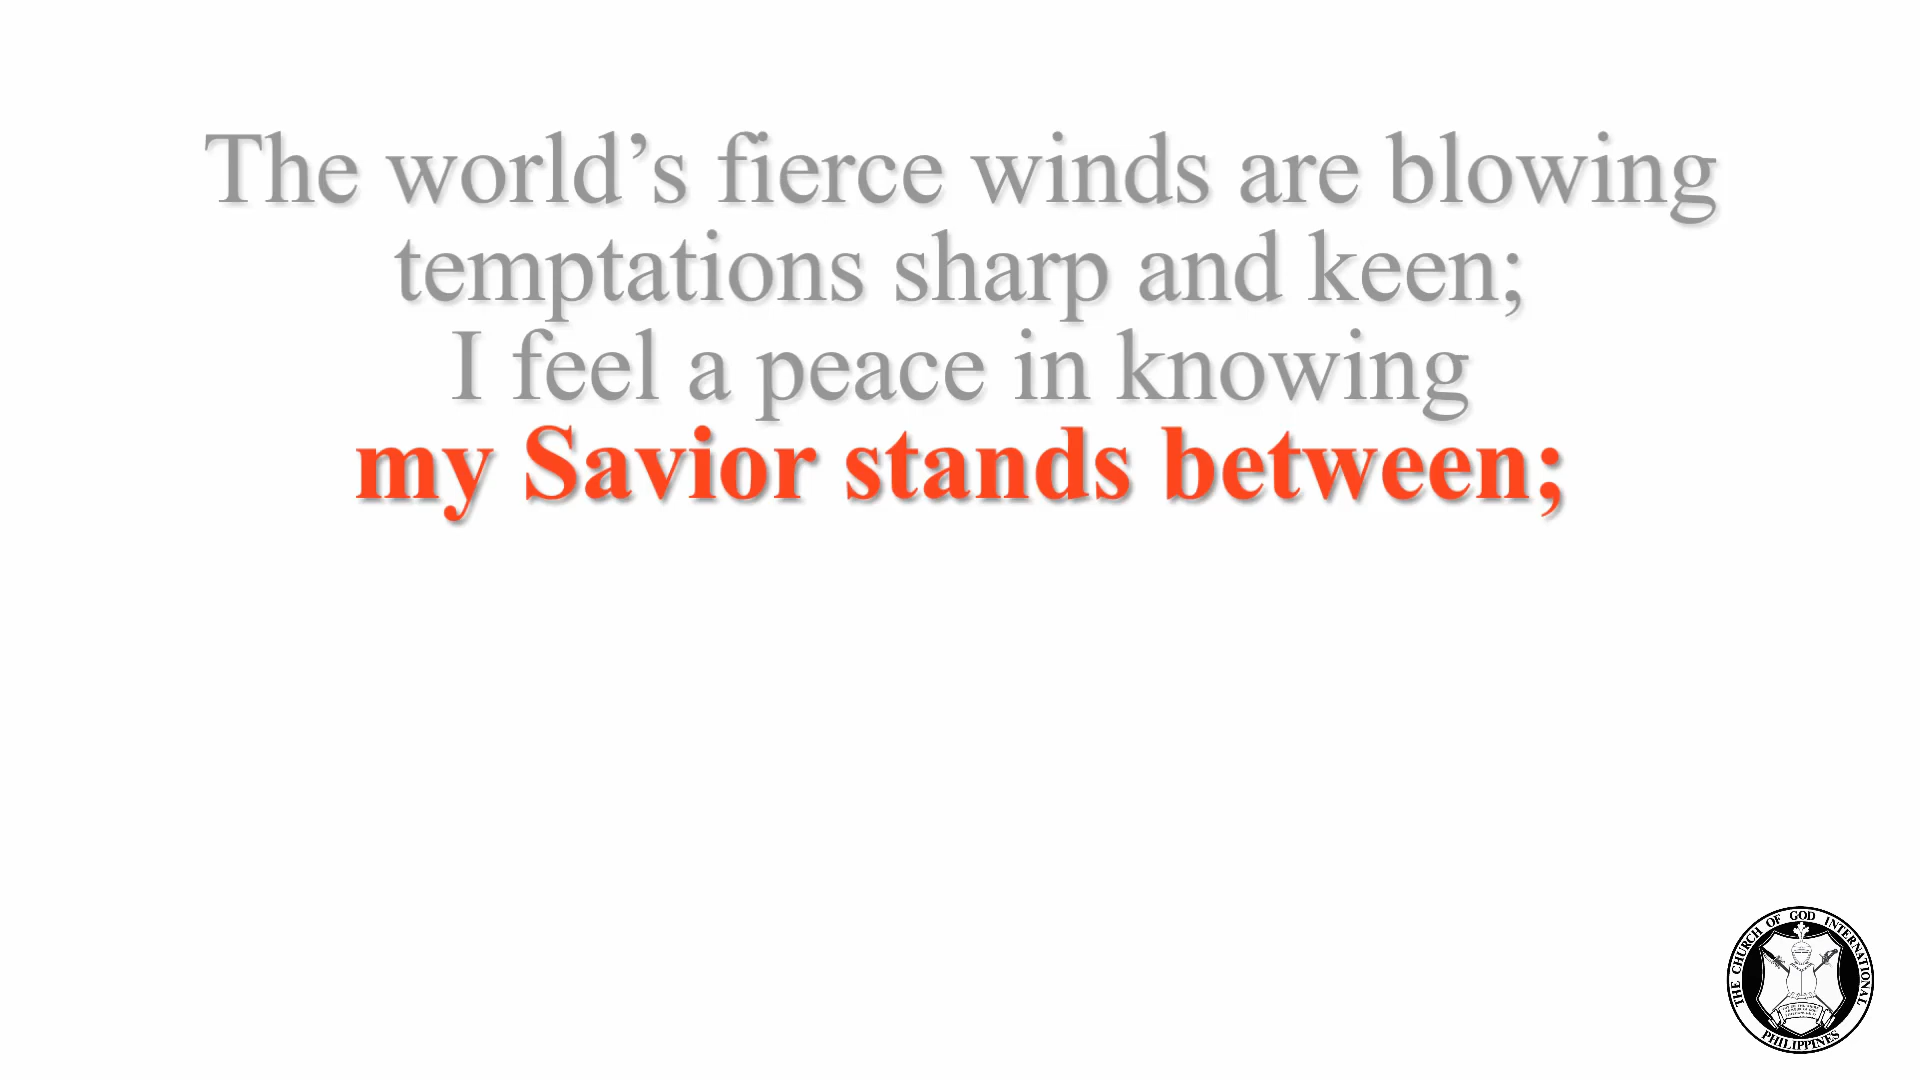 The world’s fierce winds are blowing
temptations sharp and keen;
I feel a peace in knowing
my Savior stands between;
THE CHURCH OF GOD INTERNATIONAL
PHILIPPINES